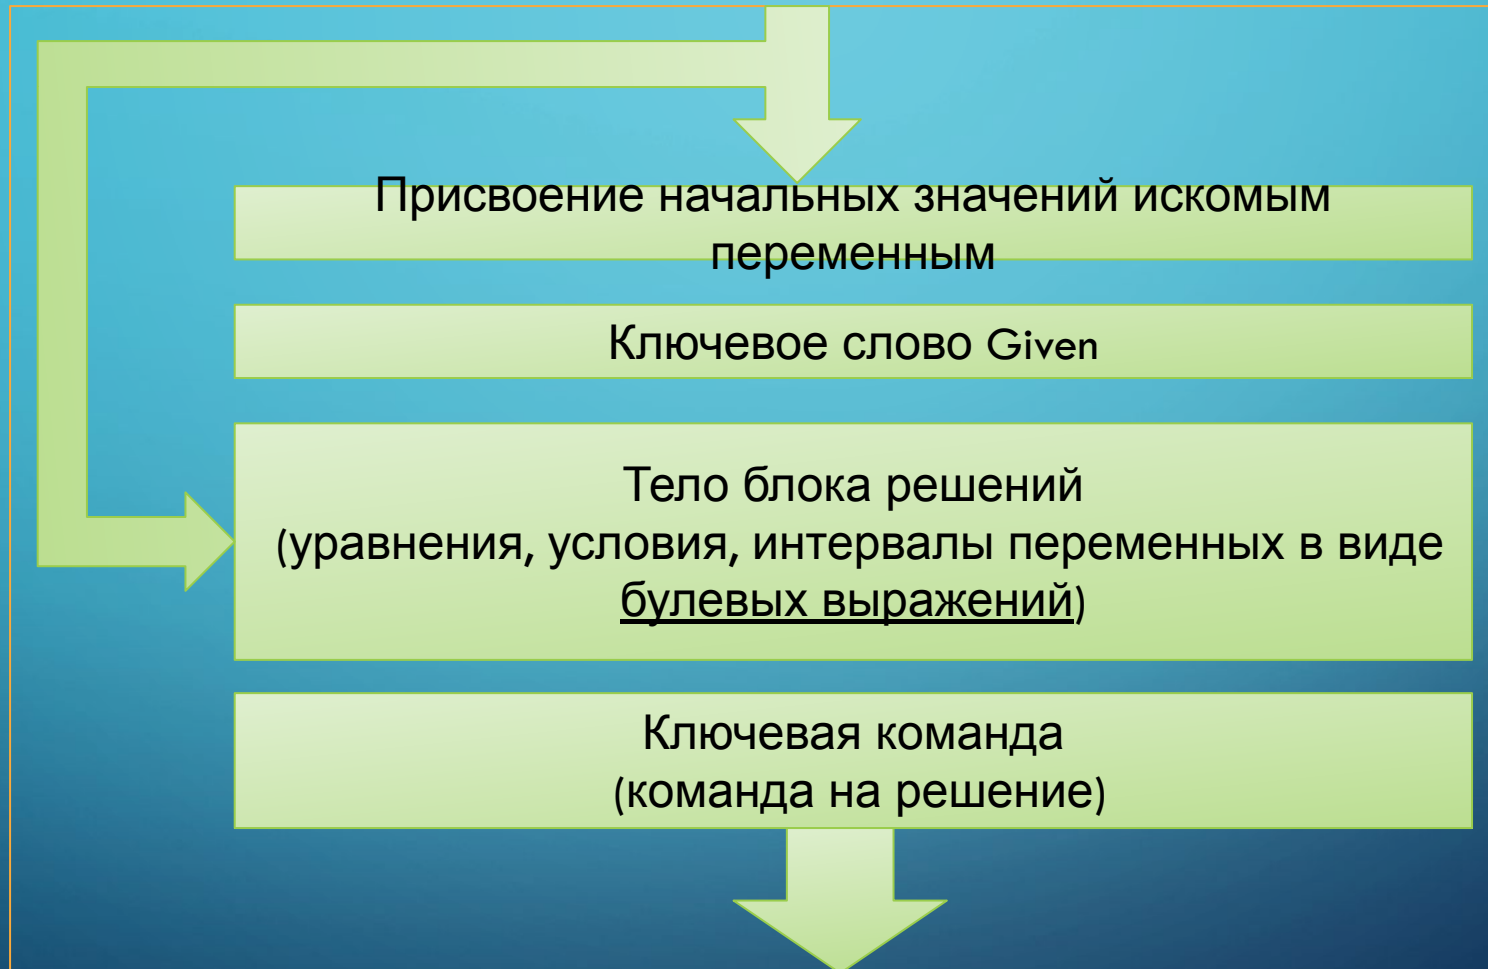 Присвоение начальных значений искомым
переменным
Ключевое слово Given
Тело блока решений
(уравнения, условия, интервалы переменных в виде
булевых выражений)
Ключевая команда
(команда на решение)